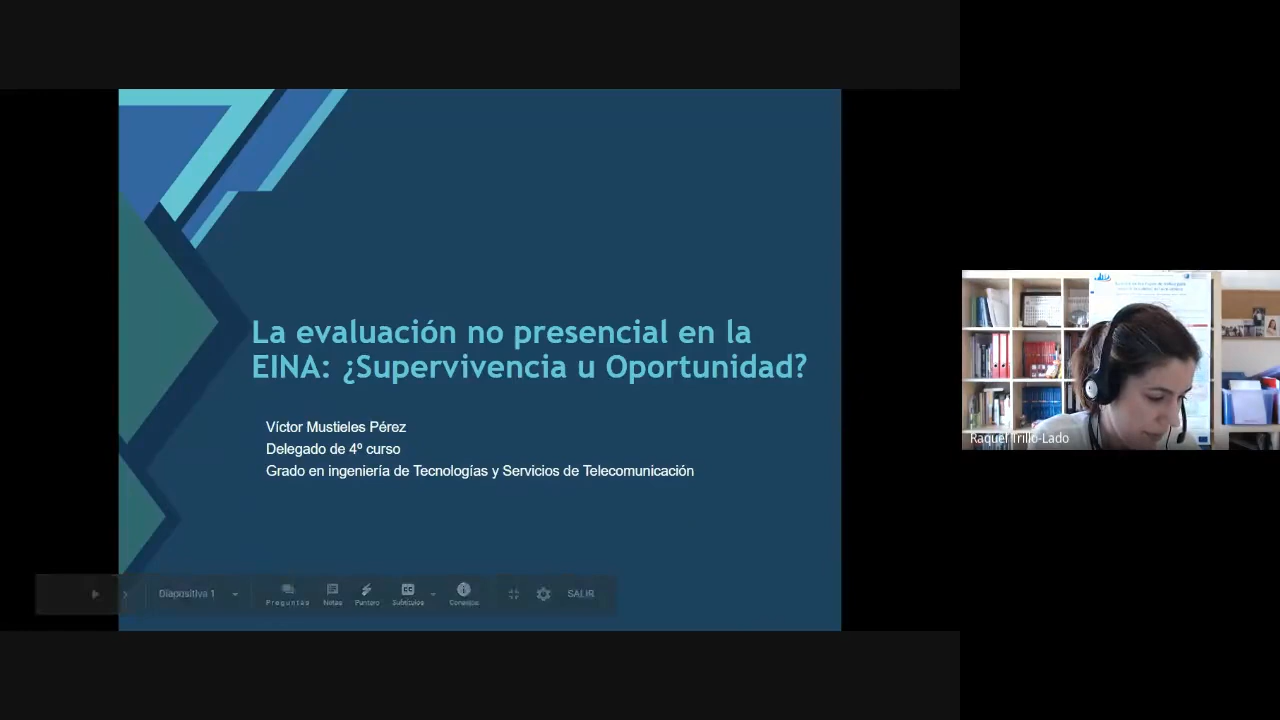 La evaluación no presencial en la
EINA: ¿Supervivencia u Oportunidad?
Víctor Mustieles Pérez
Delegado de 4º curso
Grado en ingeniería de Tecnologías y Servicios de Telecomunicación
Diapositiva 1
Preguntas
Notas
Puntero
Subtítulos
Consejos
SALIR
Raquel Trillo-Lado